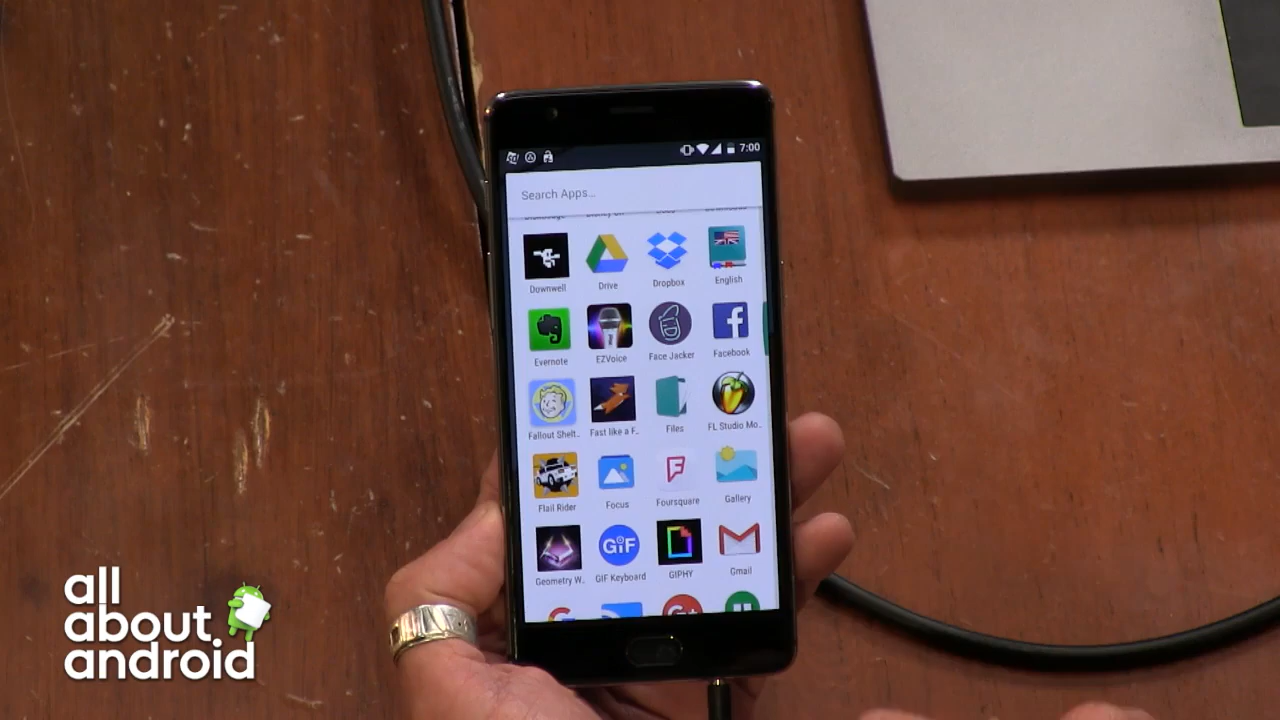 7:00
Search Apps...
Downwell Drive Dropbox English
Evernote EZVoice Face Jacker Facebook
Fallout Shelt.. Fast like a F.. Files FL Studio Mo..
Flail Rider Focus Foursquare Gallery
GiF
Geometry W.. GIF Keyboard GIPHY Gmail
all
about
android